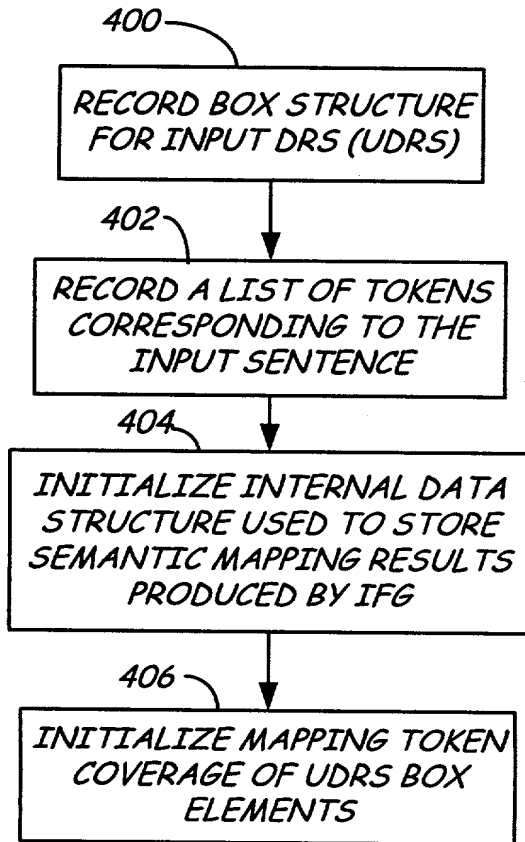 400
RECORD BOX STRUCTURE
FOR INPUT DRS (UDRS)
402
RECORD A LIST OF TOKENS
CORRESPONDING TO THE
INPUT SENTENCE
404
INITIALIZE INTERNAL DATA
STRUCTURE USED TO STORE
SEMANTIC MAPPING RESULTS
PRODUCED BY IFG
406
INITIALIZE MAPPING TOKEN
COVERAGE OF UDRS BOX
ELEMENTS